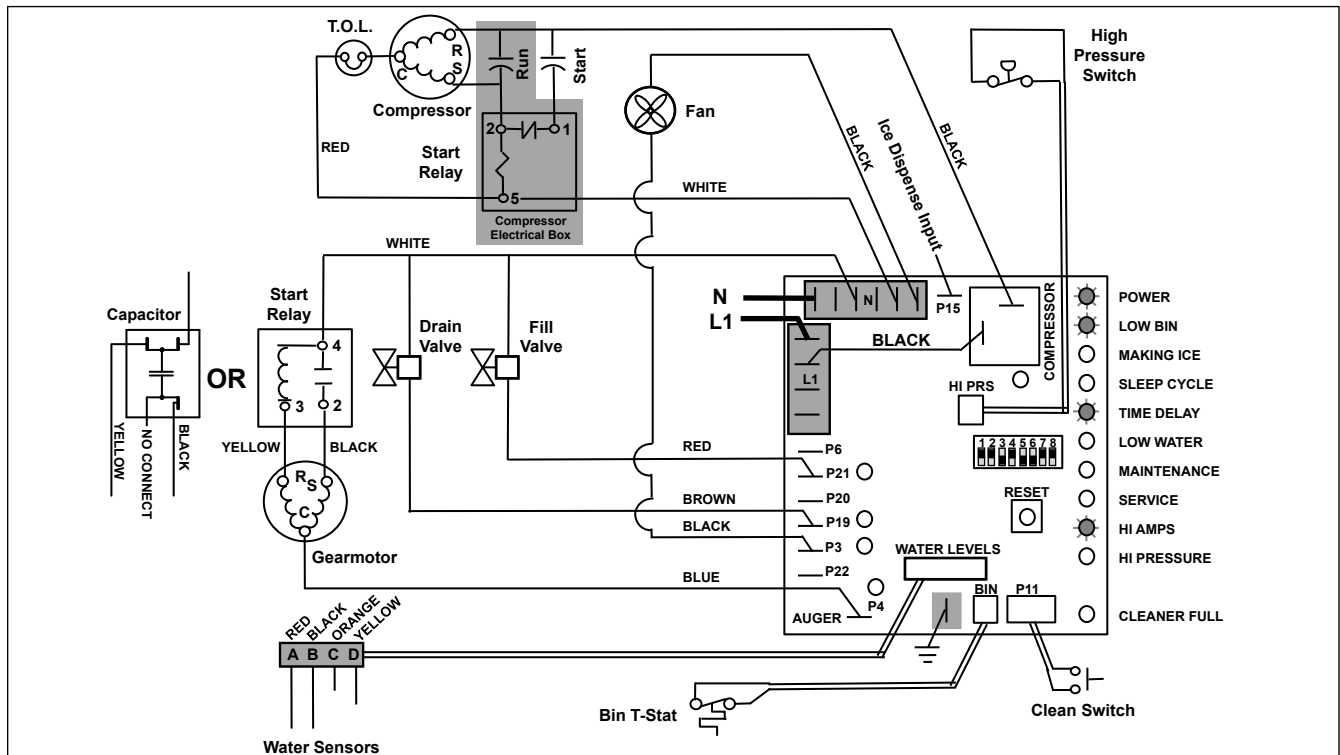 T.O.L.
R
S
C
Compressor
Run
Start
2
1
5
Start
Relay
Compressor
Electrical Box
RED
WHITE
Fan
BLACK
Ice Dispense Input
BLACK
High
Pressure
Switch
WHITE
Capacitor
YELLOW
NO CONNECT
BLACK
OR
Start
Relay
4
3
2
YELLOW
BLACK
R
S
C
Gearmotor
Drain
Valve
Fill
Valve
N
L1
N
P15
COMPRESSOR
BLACK
L1
HI PRS
1 2 3 4 5 6 7 8
RESET
POWER
LOW BIN
MAKING ICE
SLEEP CYCLE
TIME DELAY
LOW WATER
MAINTENANCE
SERVICE
HI AMPS
HI PRESSURE
CLEANER FULL
RED
BROWN
BLACK
BLUE
P6
P21
P20
P19
P3
P22
P4
AUGER
WATER LEVELS
BIN
P11
RED
BLACK
ORANGE
YELLOW
A B C D
Water Sensors
Bin T-Stat
Clean Switch